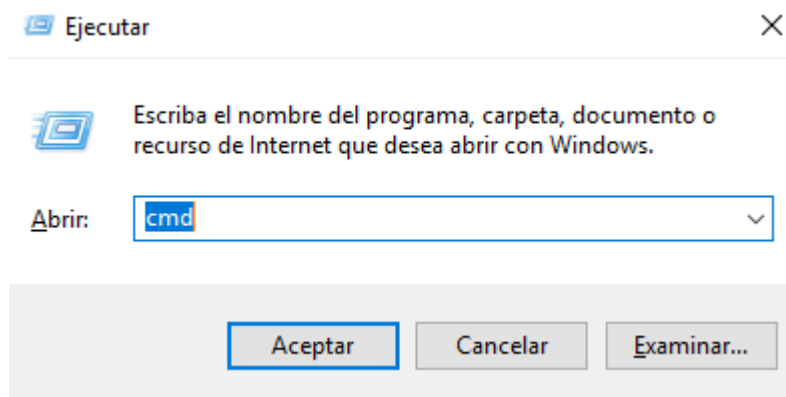 Ejecutar
Escriba el nombre del programa, carpeta, documento o
recurso de Internet que desea abrir con Windows.
Abrir: cmd
Aceptar Cancelar Examinar...